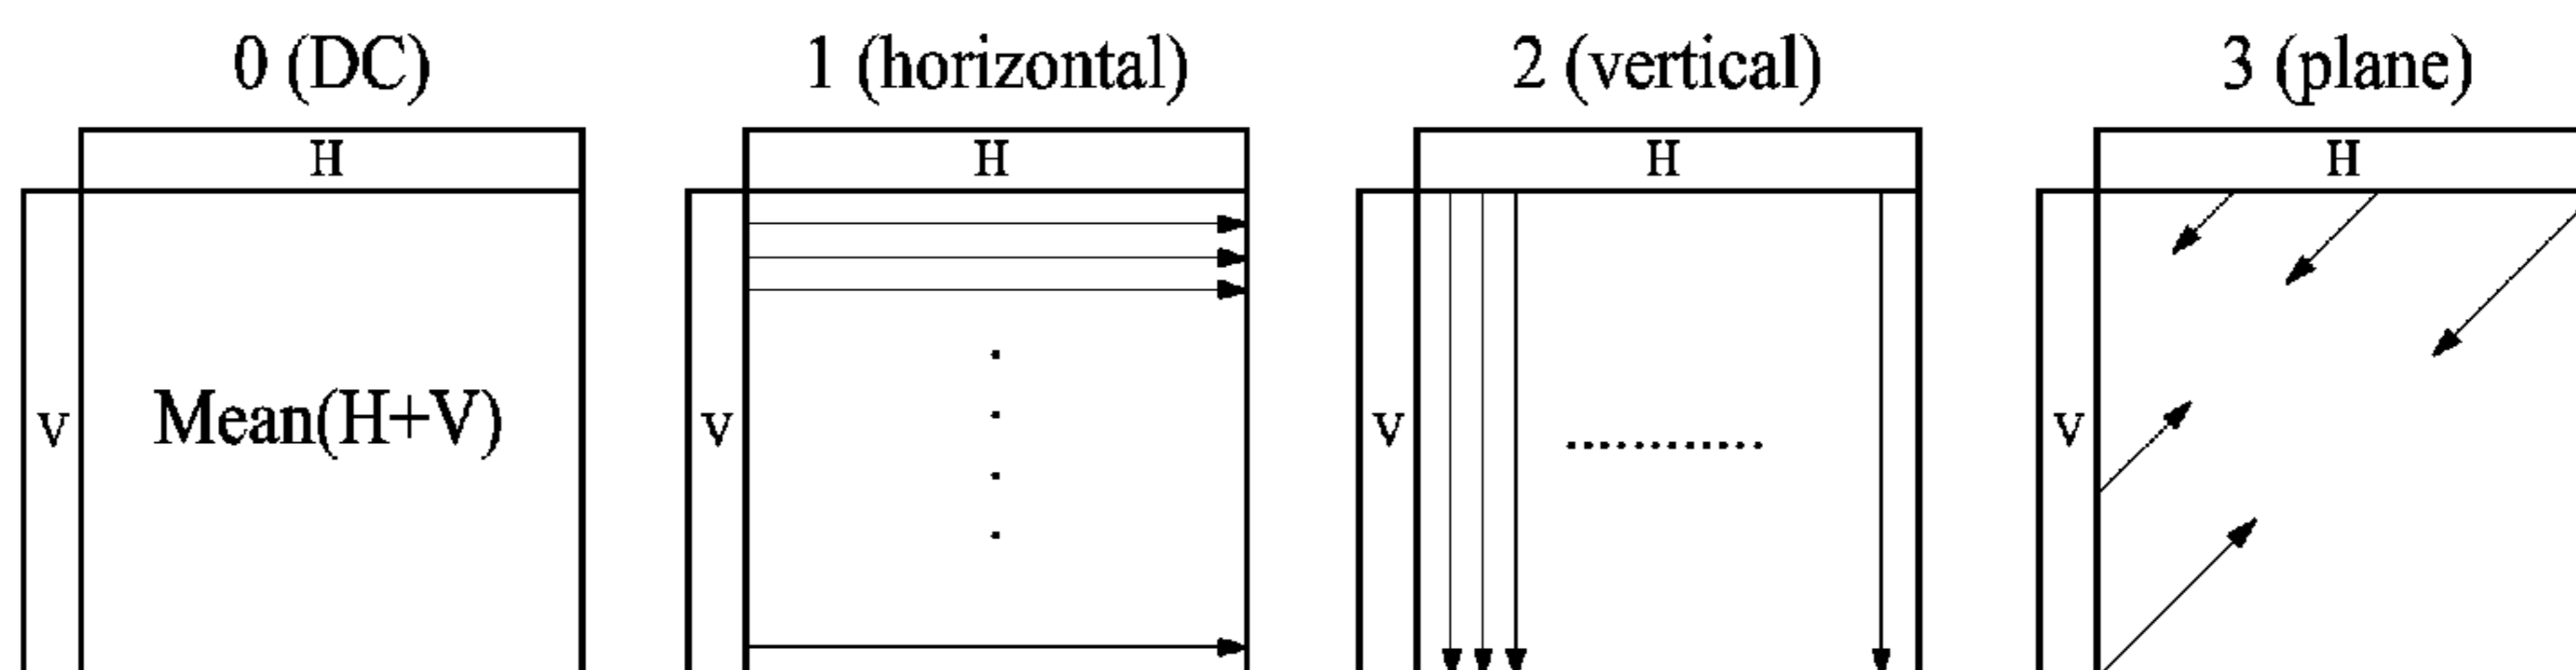 0 (DC)
1 (horizontal)
2 (vertical)
3 (plane)
H
H
H
H
V
Mean(H+V)
V
V
V